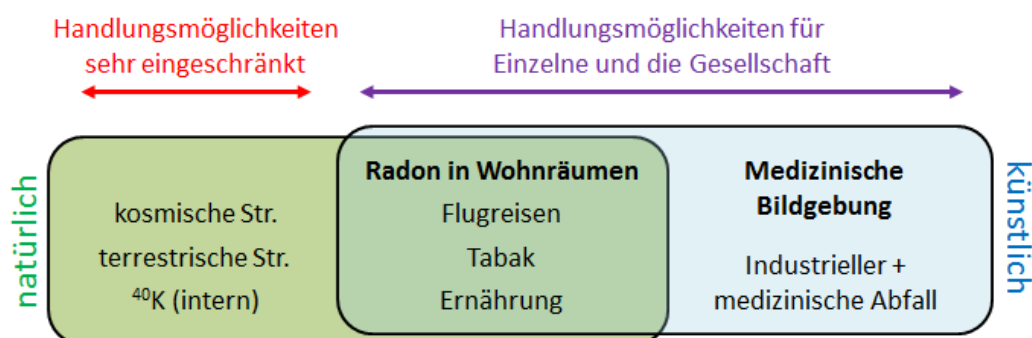 Handlungsmöglichkeiten
sehr eingeschränkt
Handlungsmöglichkeiten für
Einzelne und die Gesellschaft
natürlich
kosmische Str.
terrestrische Str.
⁴⁰K (intern)
Radon in Wohnräumen
Flugreisen
Tabak
Ernährung
Medizinische
Bildgebung
Industrieller +
medizinische Abfall
künstlich